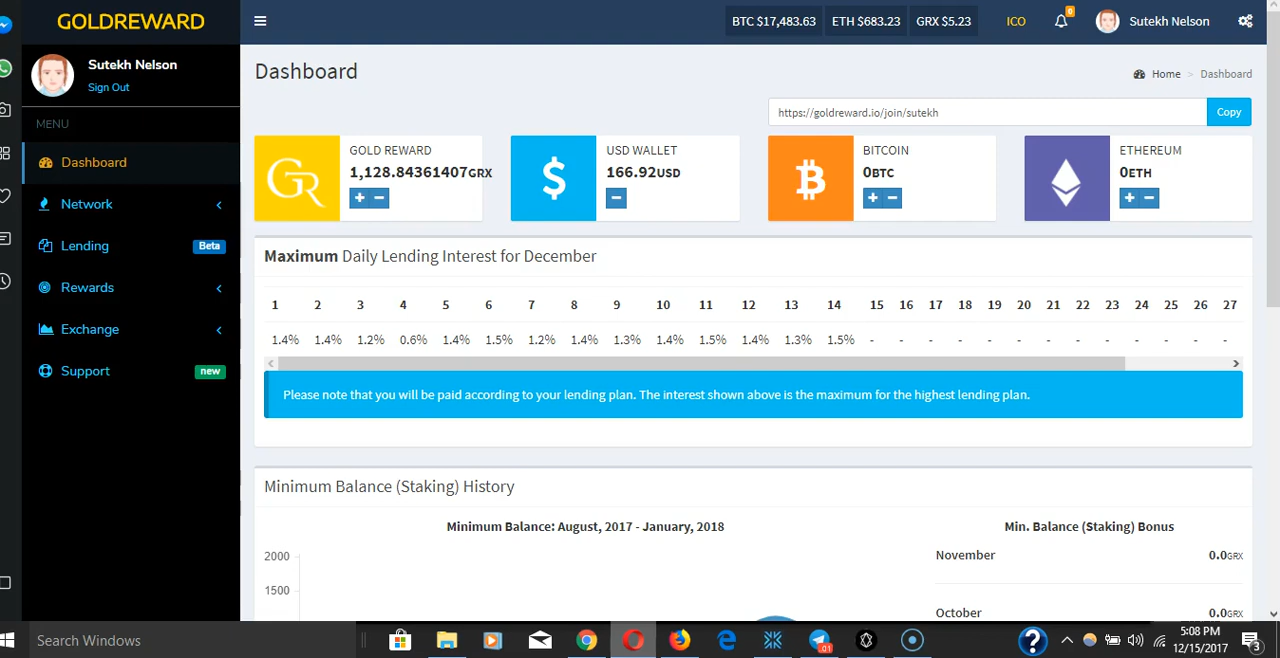 GOLDREWARD
BTC $17,483.63 ETH $683.23 GRX $5.23 ICO 0 Sutekh Nelson
Sutekh Nelson
Sign Out
MENU
Dashboard
Network
Lending Beta
Rewards
Exchange
Support new
Dashboard
Home > Dashboard
https://goldreward.io/join/sutekh Copy
GOLD REWARD
1,128.84361407GRX
USD WALLET
166.92USD
BITCOIN
0BTC
ETHEREUM
0ETH
Maximum Daily Lending Interest for December
1 2 3 4 5 6 7 8 9 10 11 12 13 14 15 16 17 18 19 20 21 22 23 24 25 26 27
1.4% 1.4% 1.2% 0.6% 1.4% 1.5% 1.2% 1.4% 1.3% 1.4% 1.5% 1.4% 1.3% 1.5% - - - - - - - - - - - - -
Please note that you will be paid according to your lending plan. The interest shown above is the maximum for the highest lending plan.
Minimum Balance (Staking) History
Minimum Balance: August, 2017 - January, 2018
2000
1500
Min. Balance (Staking) Bonus
November 0.0GRX
October 0.0GRX
Search Windows
.01
5:08 PM
12/15/2017
3